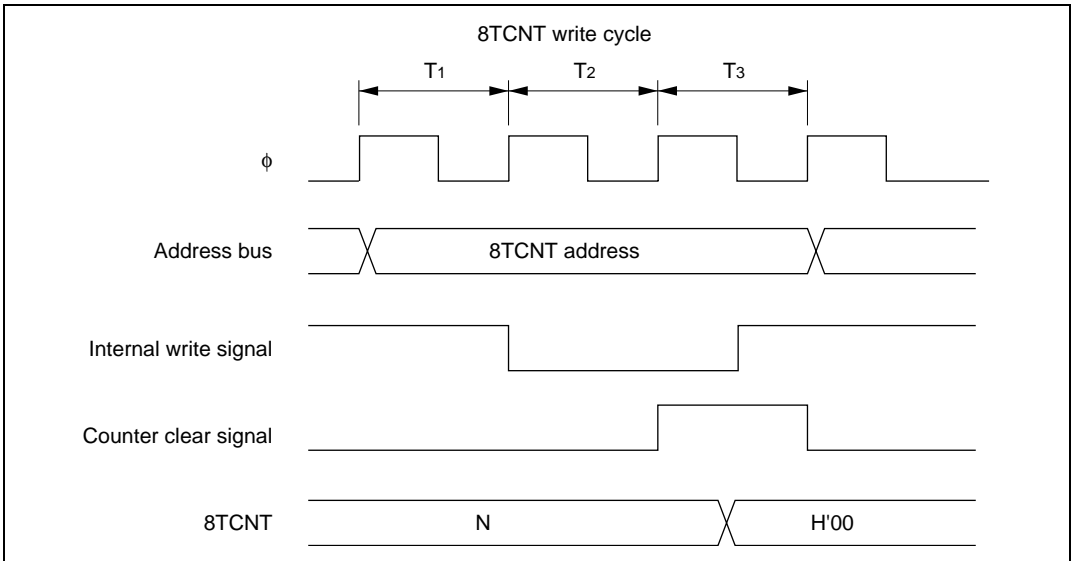 8TCNT write cycle
T1 T2 T3
φ
Address bus 8TCNT address
Internal write signal
Counter clear signal
8TCNT N H'00